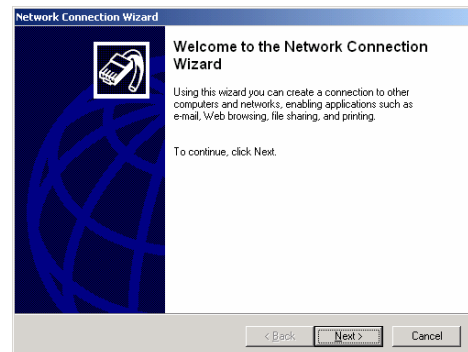 Network Connection Wizard
Welcome to the Network Connection
Wizard
Using this wizard you can create a connection to other
computers and networks, enabling applications such as
e-mail, Web browsing, file sharing, and printing.
To continue, click Next.
< Back
Next >
Cancel